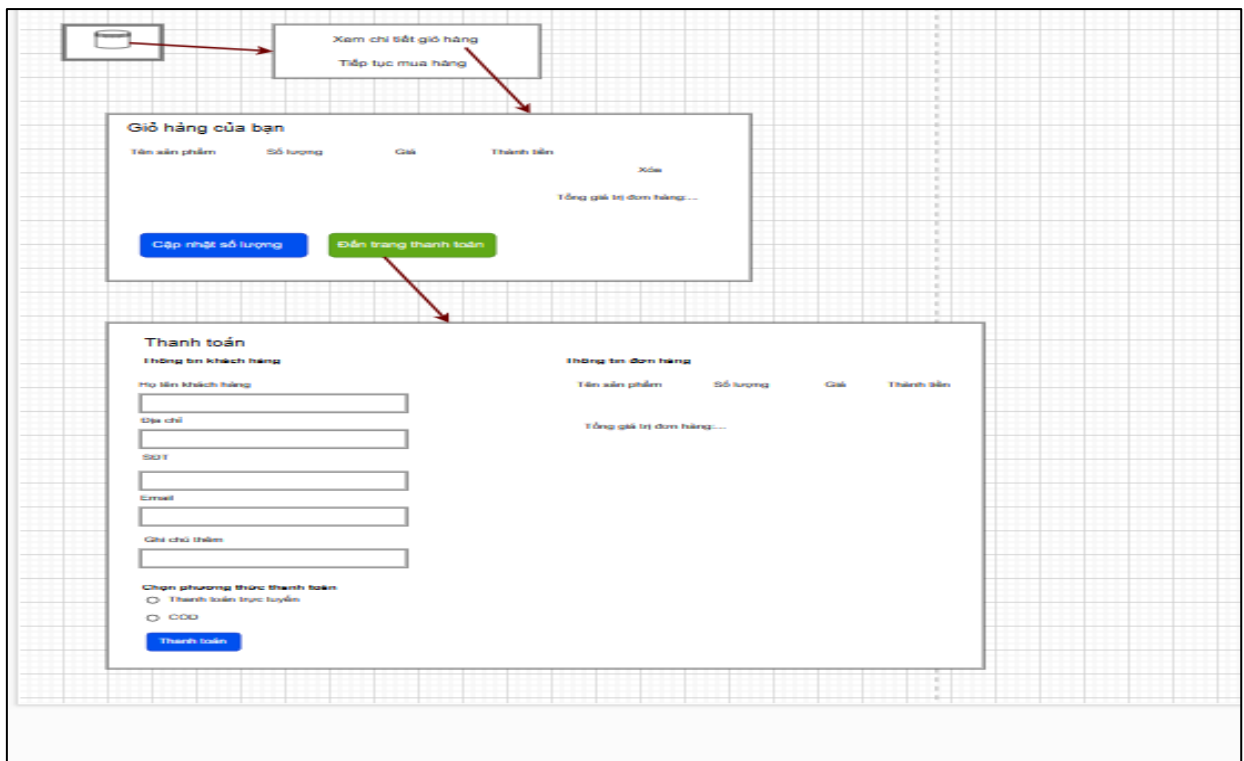 Xem chi tiết giỏ hàng
Tiếp tục mua hàng
Giỏ hàng của bạn
Tên sản phẩm Số lượng Giá Thành tiền
Xóa
Tổng giá trị đơn hàng:...
Cập nhật số lượng Đến trang thanh toán
Thanh toán
Thông tin khách hàng Thông tin đơn hàng
Họ tên khách hàng Tên sản phẩm Số lượng Giá Thành tiền
Địa chỉ
Tổng giá trị đơn hàng:...
SĐT
Email
Ghi chú thêm
Chọn phương thức thanh toán
Thanh toán trực tuyến
COD
Thanh toán